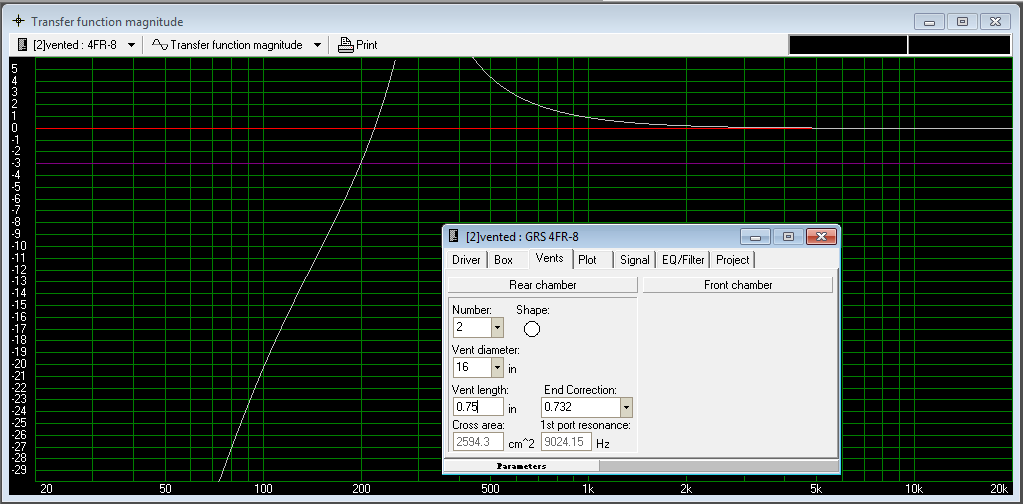 Transfer function magnitude
[2]vented : 4FR-8 Transfer function magnitude Print
5
4
3
2
1
0
-1
-2
-3
-4
-5
-6
-7
-8
-9
-10
-11
-12
-13
-14
-15
-16
-17
-18
-19
-20
-21
-22
-23
-24
-25
-26
-27
-28
-29
20 50 100 200 500 1k 2k 5k 10k 20k
[2]vented : GRS 4FR-8
Driver Box Vents Plot Signal EQ/Filter Project
Rear chamber Front chamber
Number: Shape:
2
Vent diameter:
16 in
Vent length: End Correction:
0.75 in 0.732
Cross area: 1st port resonance:
2594.3 cm^2 9024.15 Hz
Parameters